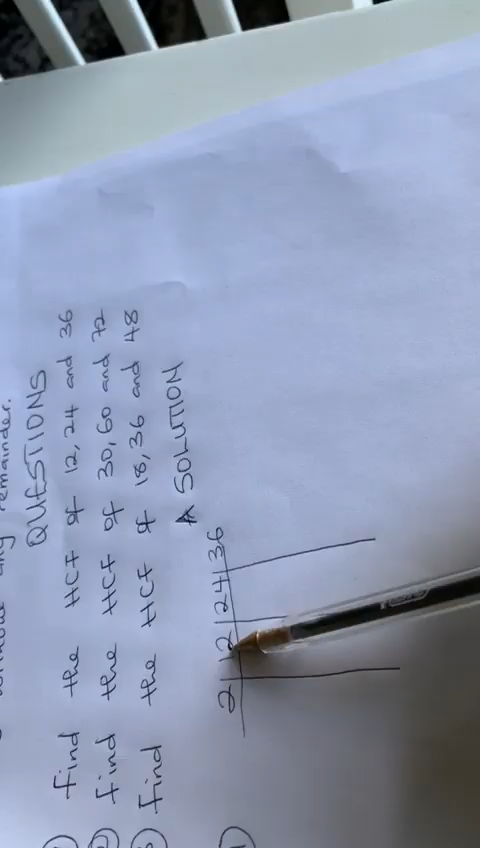 remainder.
QUESTIONS
Find the HCF of 12, 24 and 36
② Find the HCF of 30, 60 and 72
Find the HCF of 18, 36 and 48
A SOLUTION
2 | 12 | 24 | 36